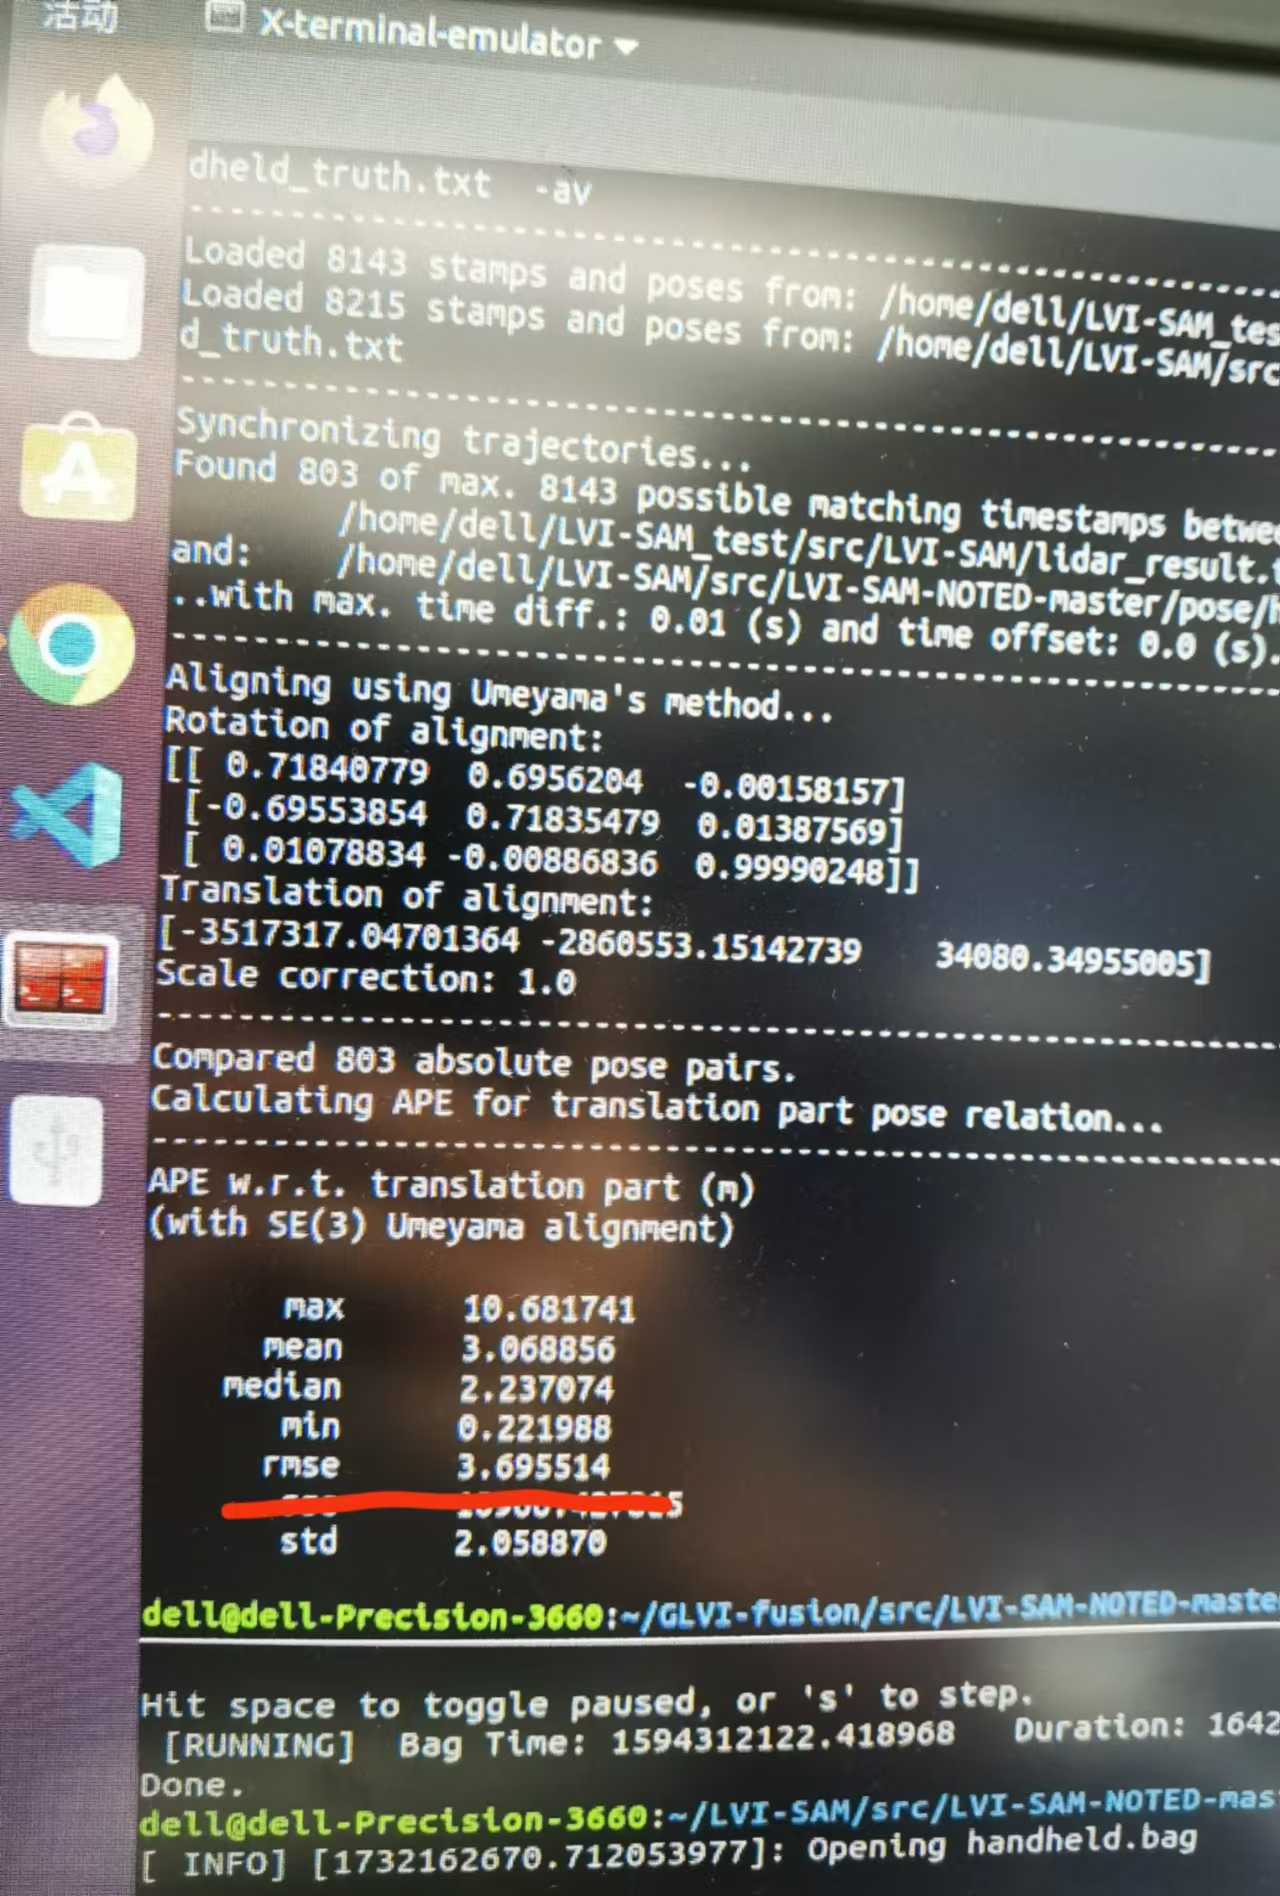 活动
X-terminal-emulator
dheld_truth.txt -av
Loaded 8143 stamps and poses from: /home/dell/LVI-SAM_tes
Loaded 8215 stamps and poses from: /home/dell/LVI-SAM/src
d_truth.txt
Synchronizing trajectories...
Found 803 of max. 8143 possible matching timestamps betwee
/home/dell/LVI-SAM_test/src/LVI-SAM/lidar_result.
and: /home/dell/LVI-SAM/src/LVI-SAM-NOTED-master/pose/h
..with max. time diff.: 0.01 (s) and time offset: 0.0 (s).
Aligning using Umeyama's method...
Rotation of alignment:
[[ 0.71840779 0.6956204 -0.00158157]
[-0.69553854 0.71835479 0.01387569]
[ 0.01078834 -0.00886836 0.99990248]]
Translation of alignment:
[-3517317.04701364 -2860553.15142739 34080.34955005]
Scale correction: 1.0
Compared 803 absolute pose pairs.
Calculating APE for translation part pose relation...
APE w.r.t. translation part (m)
(with SE(3) Umeyama alignment)
max 10.681741
mean 3.068856
median 2.237074
min 0.221988
rmse 3.695514
std 2.058870
dell@dell-Precision-3660:~/GLVI-fusion/src/LVI-SAM-NOTED-maste
Hit space to toggle paused, or 's' to step.
[RUNNING] Bag Time: 1594312122.418968 Duration: 1642
Done.
dell@dell-Precision-3660:~/LVI-SAM/src/LVI-SAM-NOTED-mas
[ INFO] [1732162670.712053977]: Opening handheld.bag